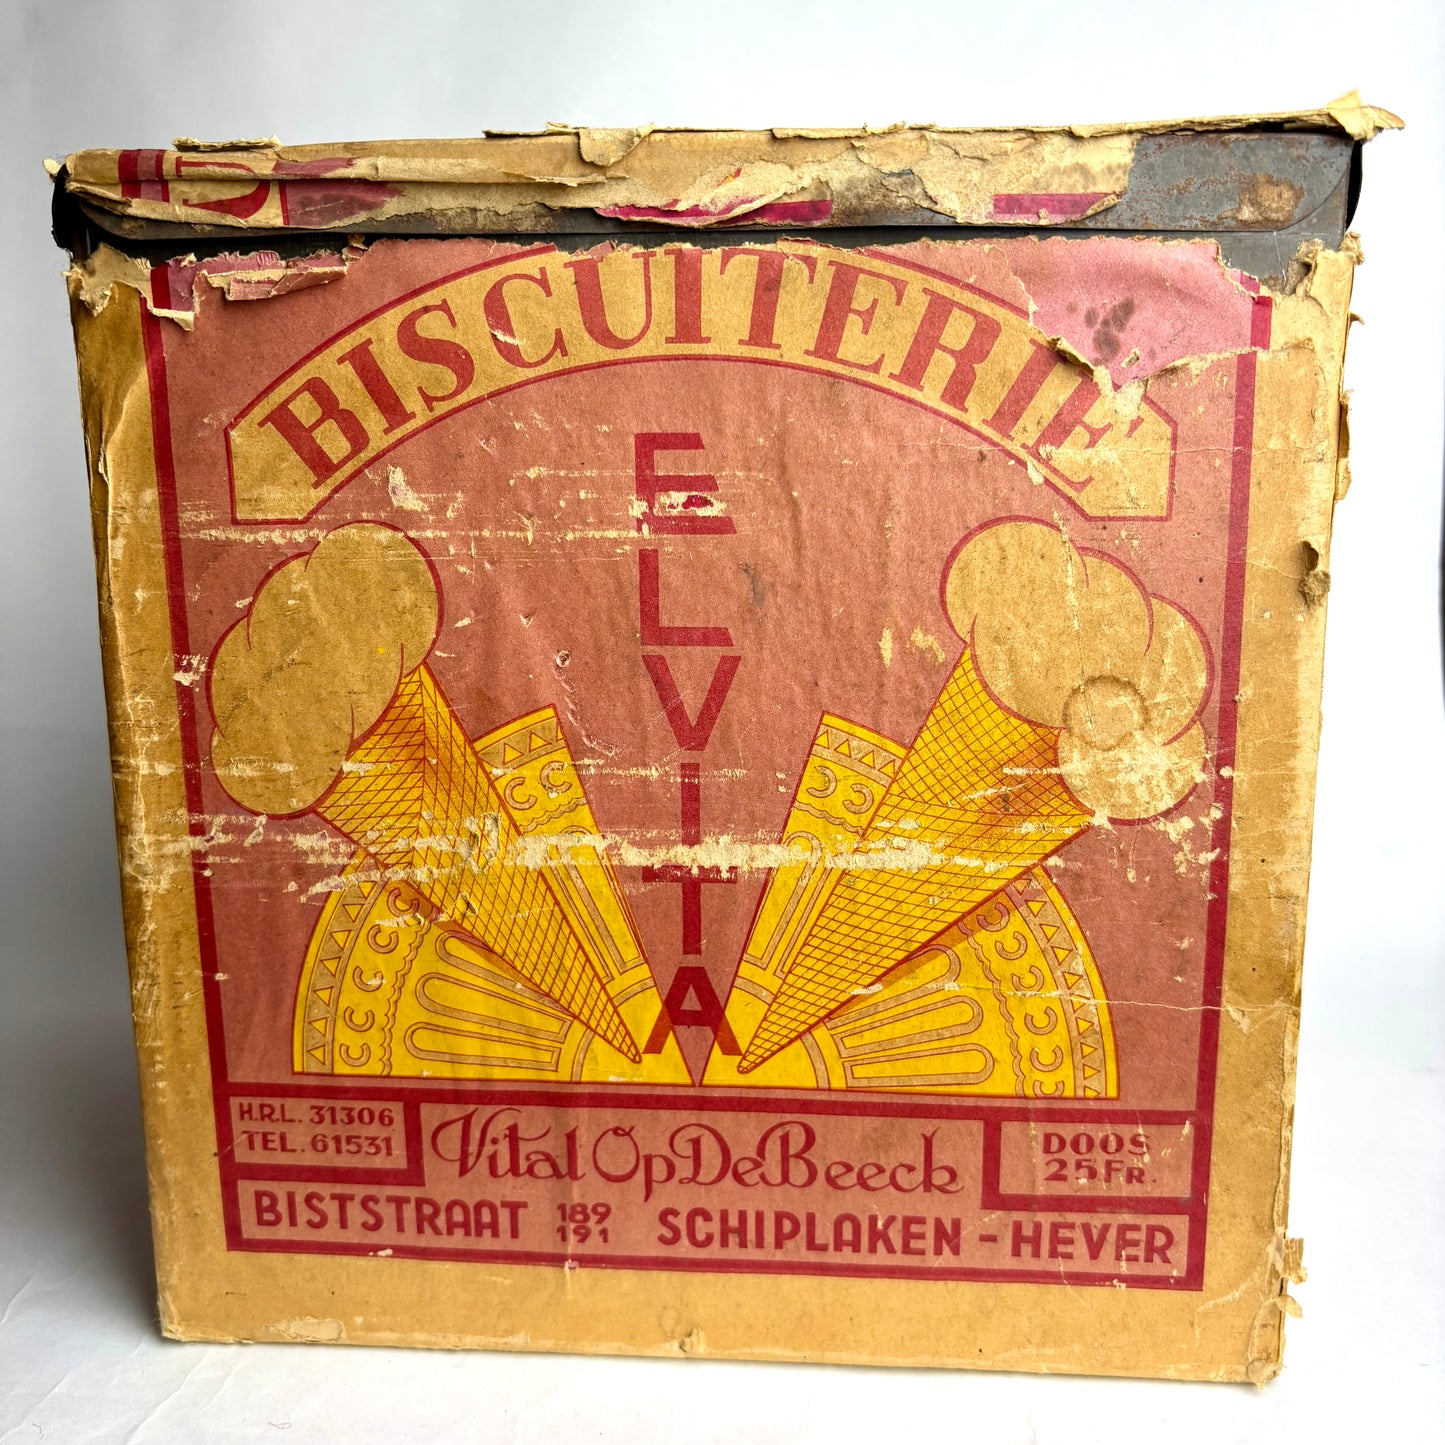 BISCUITERIE
ELVITA
H.R.L. 31306
TEL. 61531
Vital Op De Beeck
DOOS
25 FR.
BISTSTRAAT 189 191 SCHIPLAKEN - HEVER